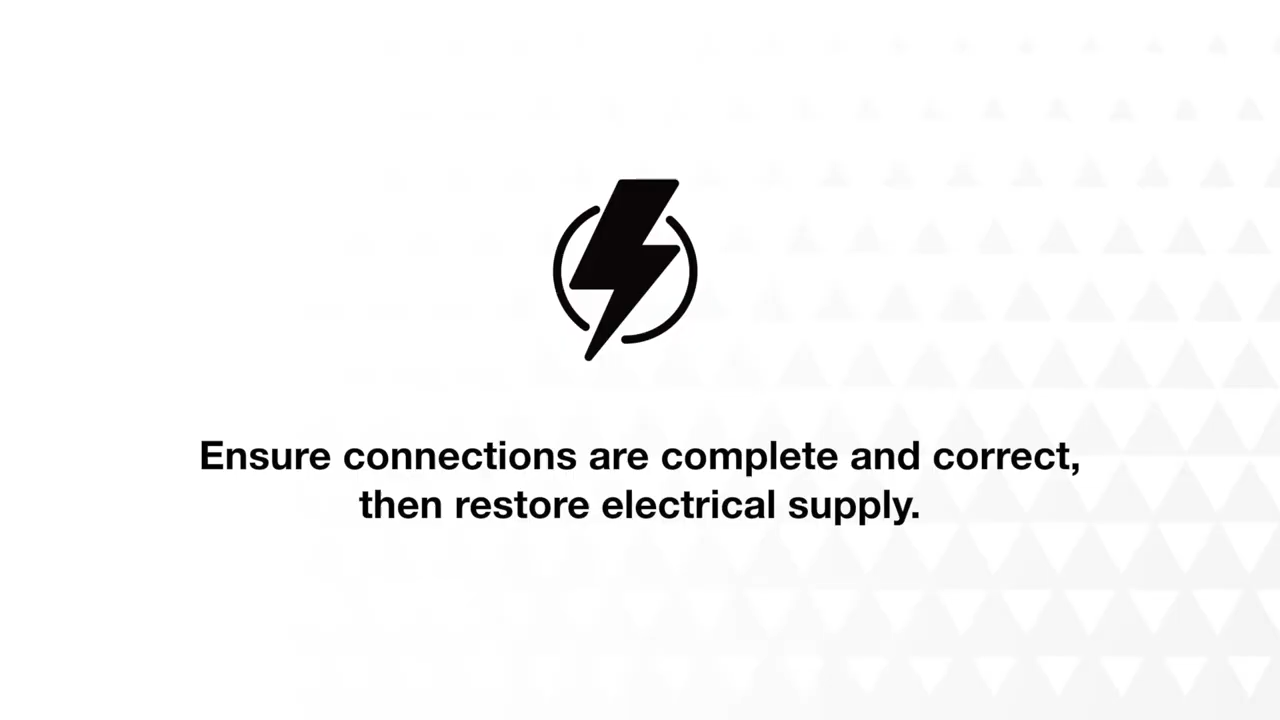 Ensure connections are complete and correct,
then restore electrical supply.